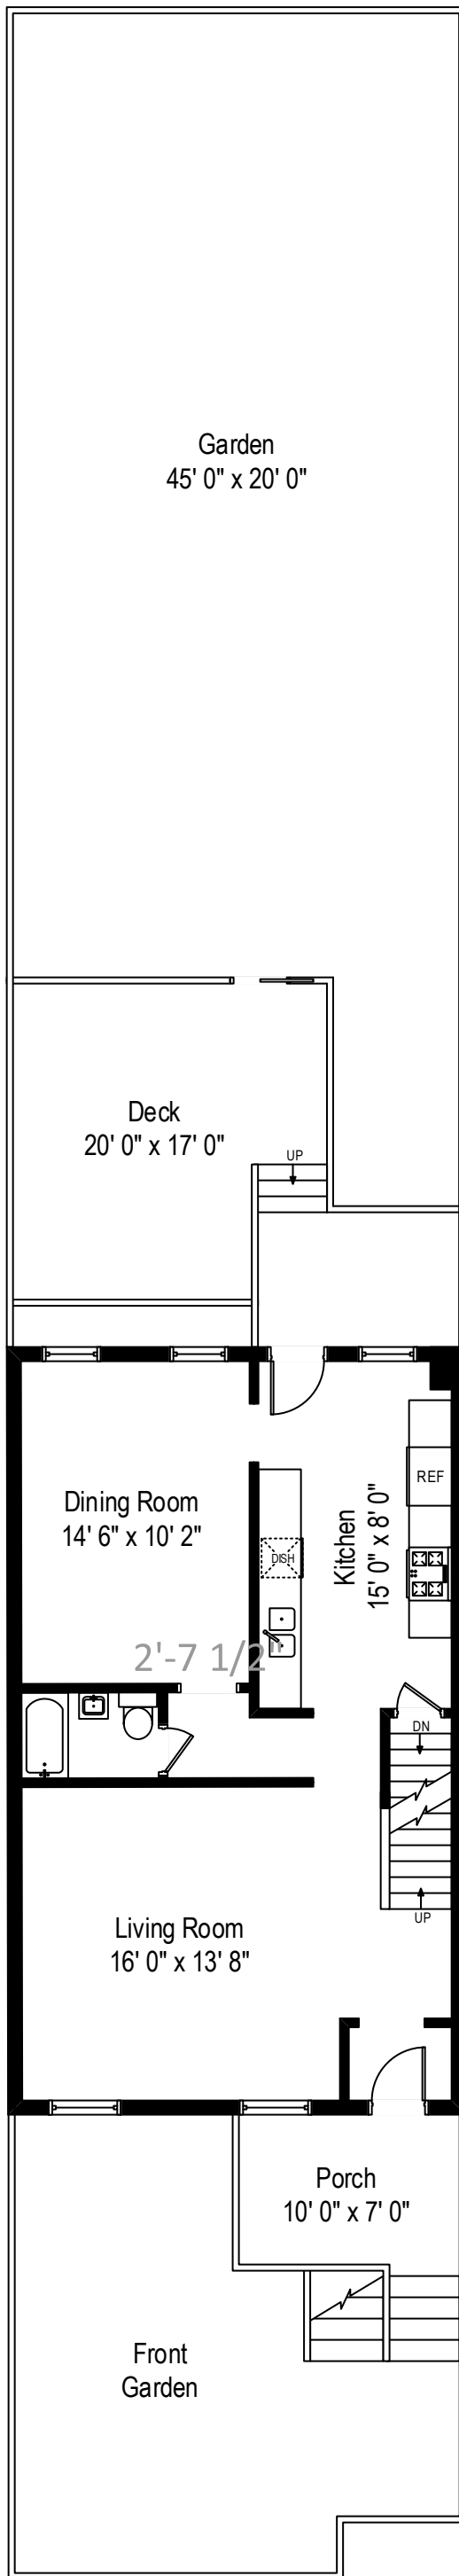 Garden
45' 0" x 20' 0"
Deck
20' 0" x 17' 0"
UP
Dining Room
14' 6" x 10' 2"
Kitchen
15' 0" x 8' 0"
REF
DISH
2'-7 1/2"
DN
UP
Living Room
16' 0" x 13' 8"
Porch
10' 0" x 7' 0"
Front
Garden